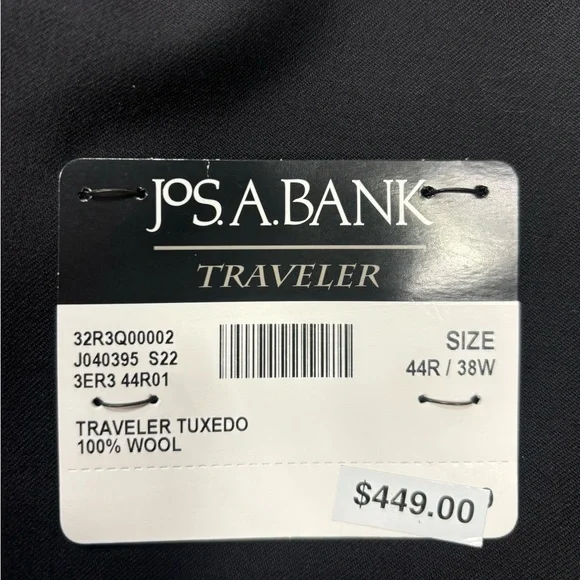 JOS.A.BANK
TRAVELER
32R3Q00002
J040395 S22
3ER3 44R01
SIZE
44R / 38W
TRAVELER TUXEDO
100% WOOL
$449.00